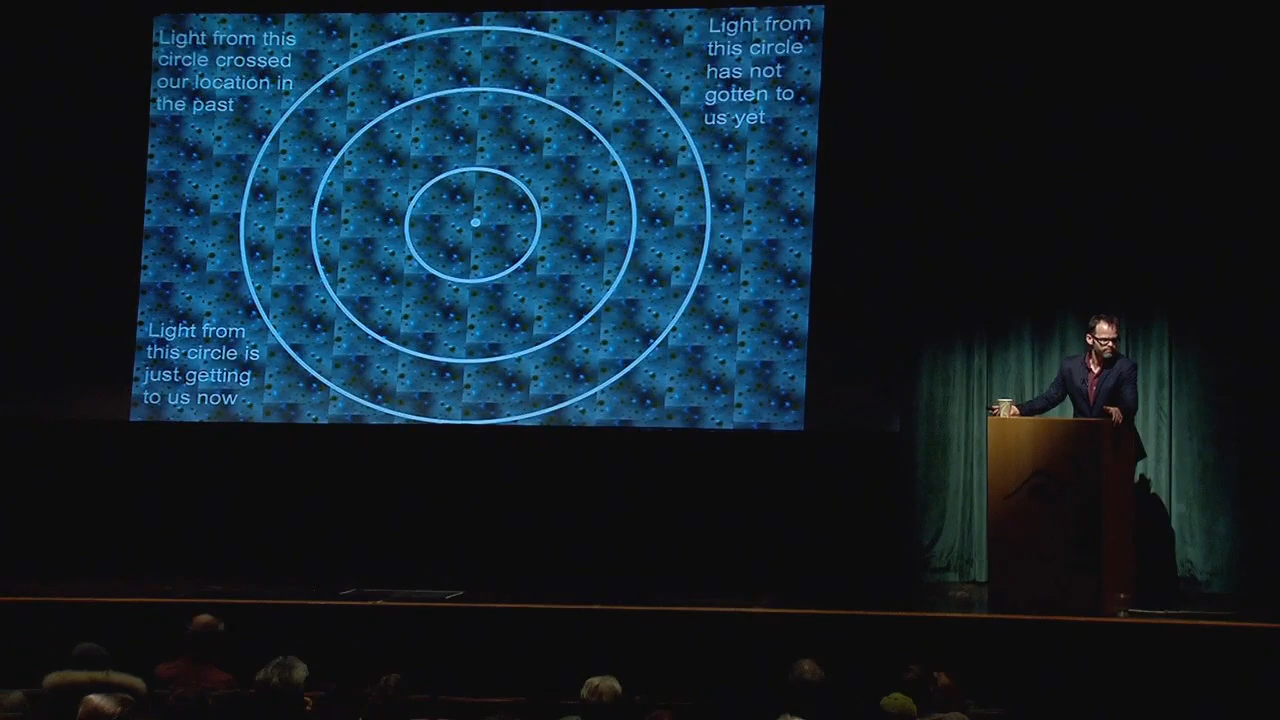 Light from this
circle crossed
our location in
the past
Light from
this circle
has not
gotten to
us yet
Light from
this circle is
just getting
to us now